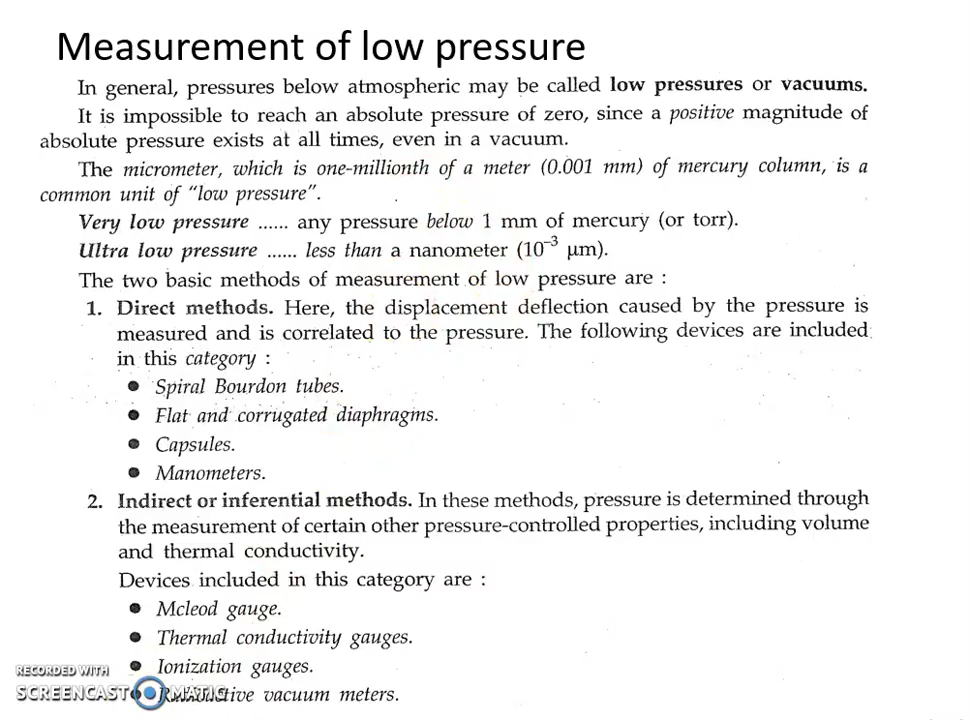 Measurement of low pressure
In general, pressures below atmospheric may be called low pressures or vacuums.
It is impossible to reach an absolute pressure of zero, since a positive magnitude of
absolute pressure exists at all times, even in a vacuum.
The micrometer, which is one-millionth of a meter (0.001 mm) of mercury column, is a
common unit of "low pressure".
Very low pressure ...... any pressure below 1 mm of mercury (or torr).
Ultra low pressure ...... less than a nanometer (10⁻³ μm).
The two basic methods of measurement of low pressure are :
1. Direct methods. Here, the displacement deflection caused by the pressure is
measured and is correlated to the pressure. The following devices are included
in this category :
● Spiral Bourdon tubes.
● Flat and corrugated diaphragms.
● Capsules.
● Manometers.
2. Indirect or inferential methods. In these methods, pressure is determined through
the measurement of certain other pressure-controlled properties, including volume
and thermal conductivity.
Devices included in this category are :
● Mcleod gauge.
● Thermal conductivity gauges.
● Ionization gauges.
● vacuum meters.
RECORDED WITH
SCREENCAST O MATIC